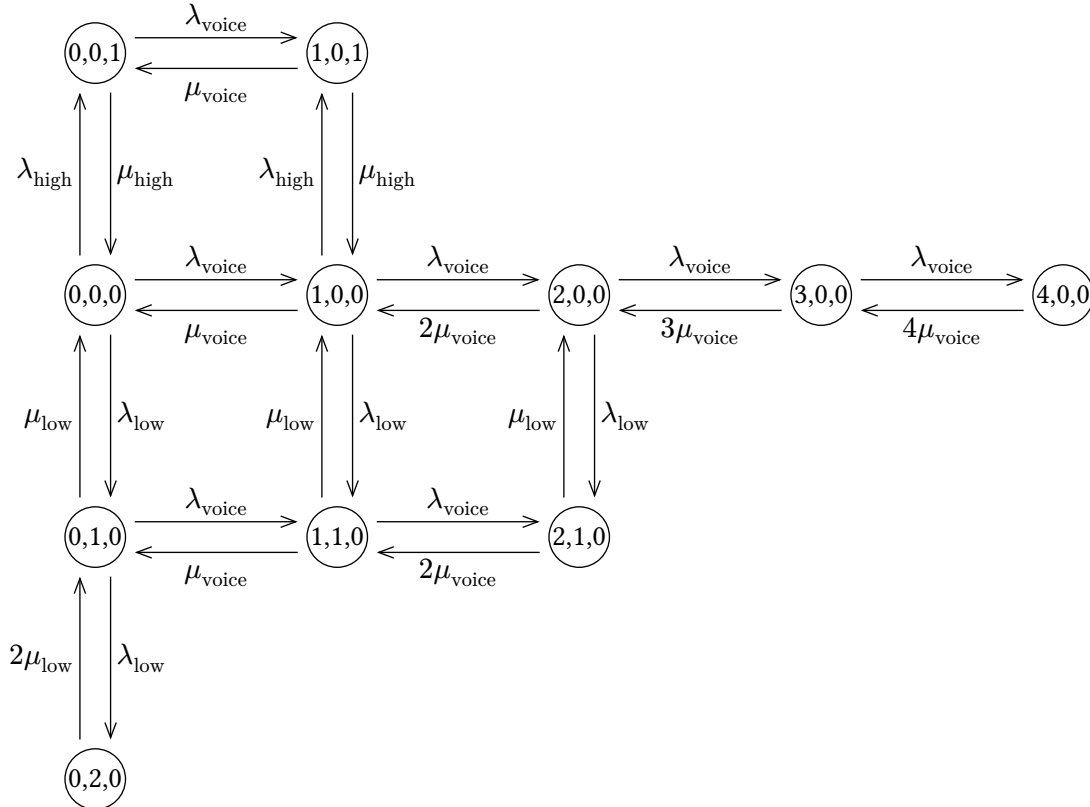 λvoice
0,0,1 1,0,1
μvoice
λhigh μhigh λhigh μhigh
λvoice λvoice λvoice λvoice
0,0,0 1,0,0 2,0,0 3,0,0 4,0,0
μvoice 2μvoice 3μvoice 4μvoice
μlow λlow μlow λlow μlow λlow
λvoice λvoice
0,1,0 1,1,0 2,1,0
μvoice 2μvoice
2μlow λlow
0,2,0